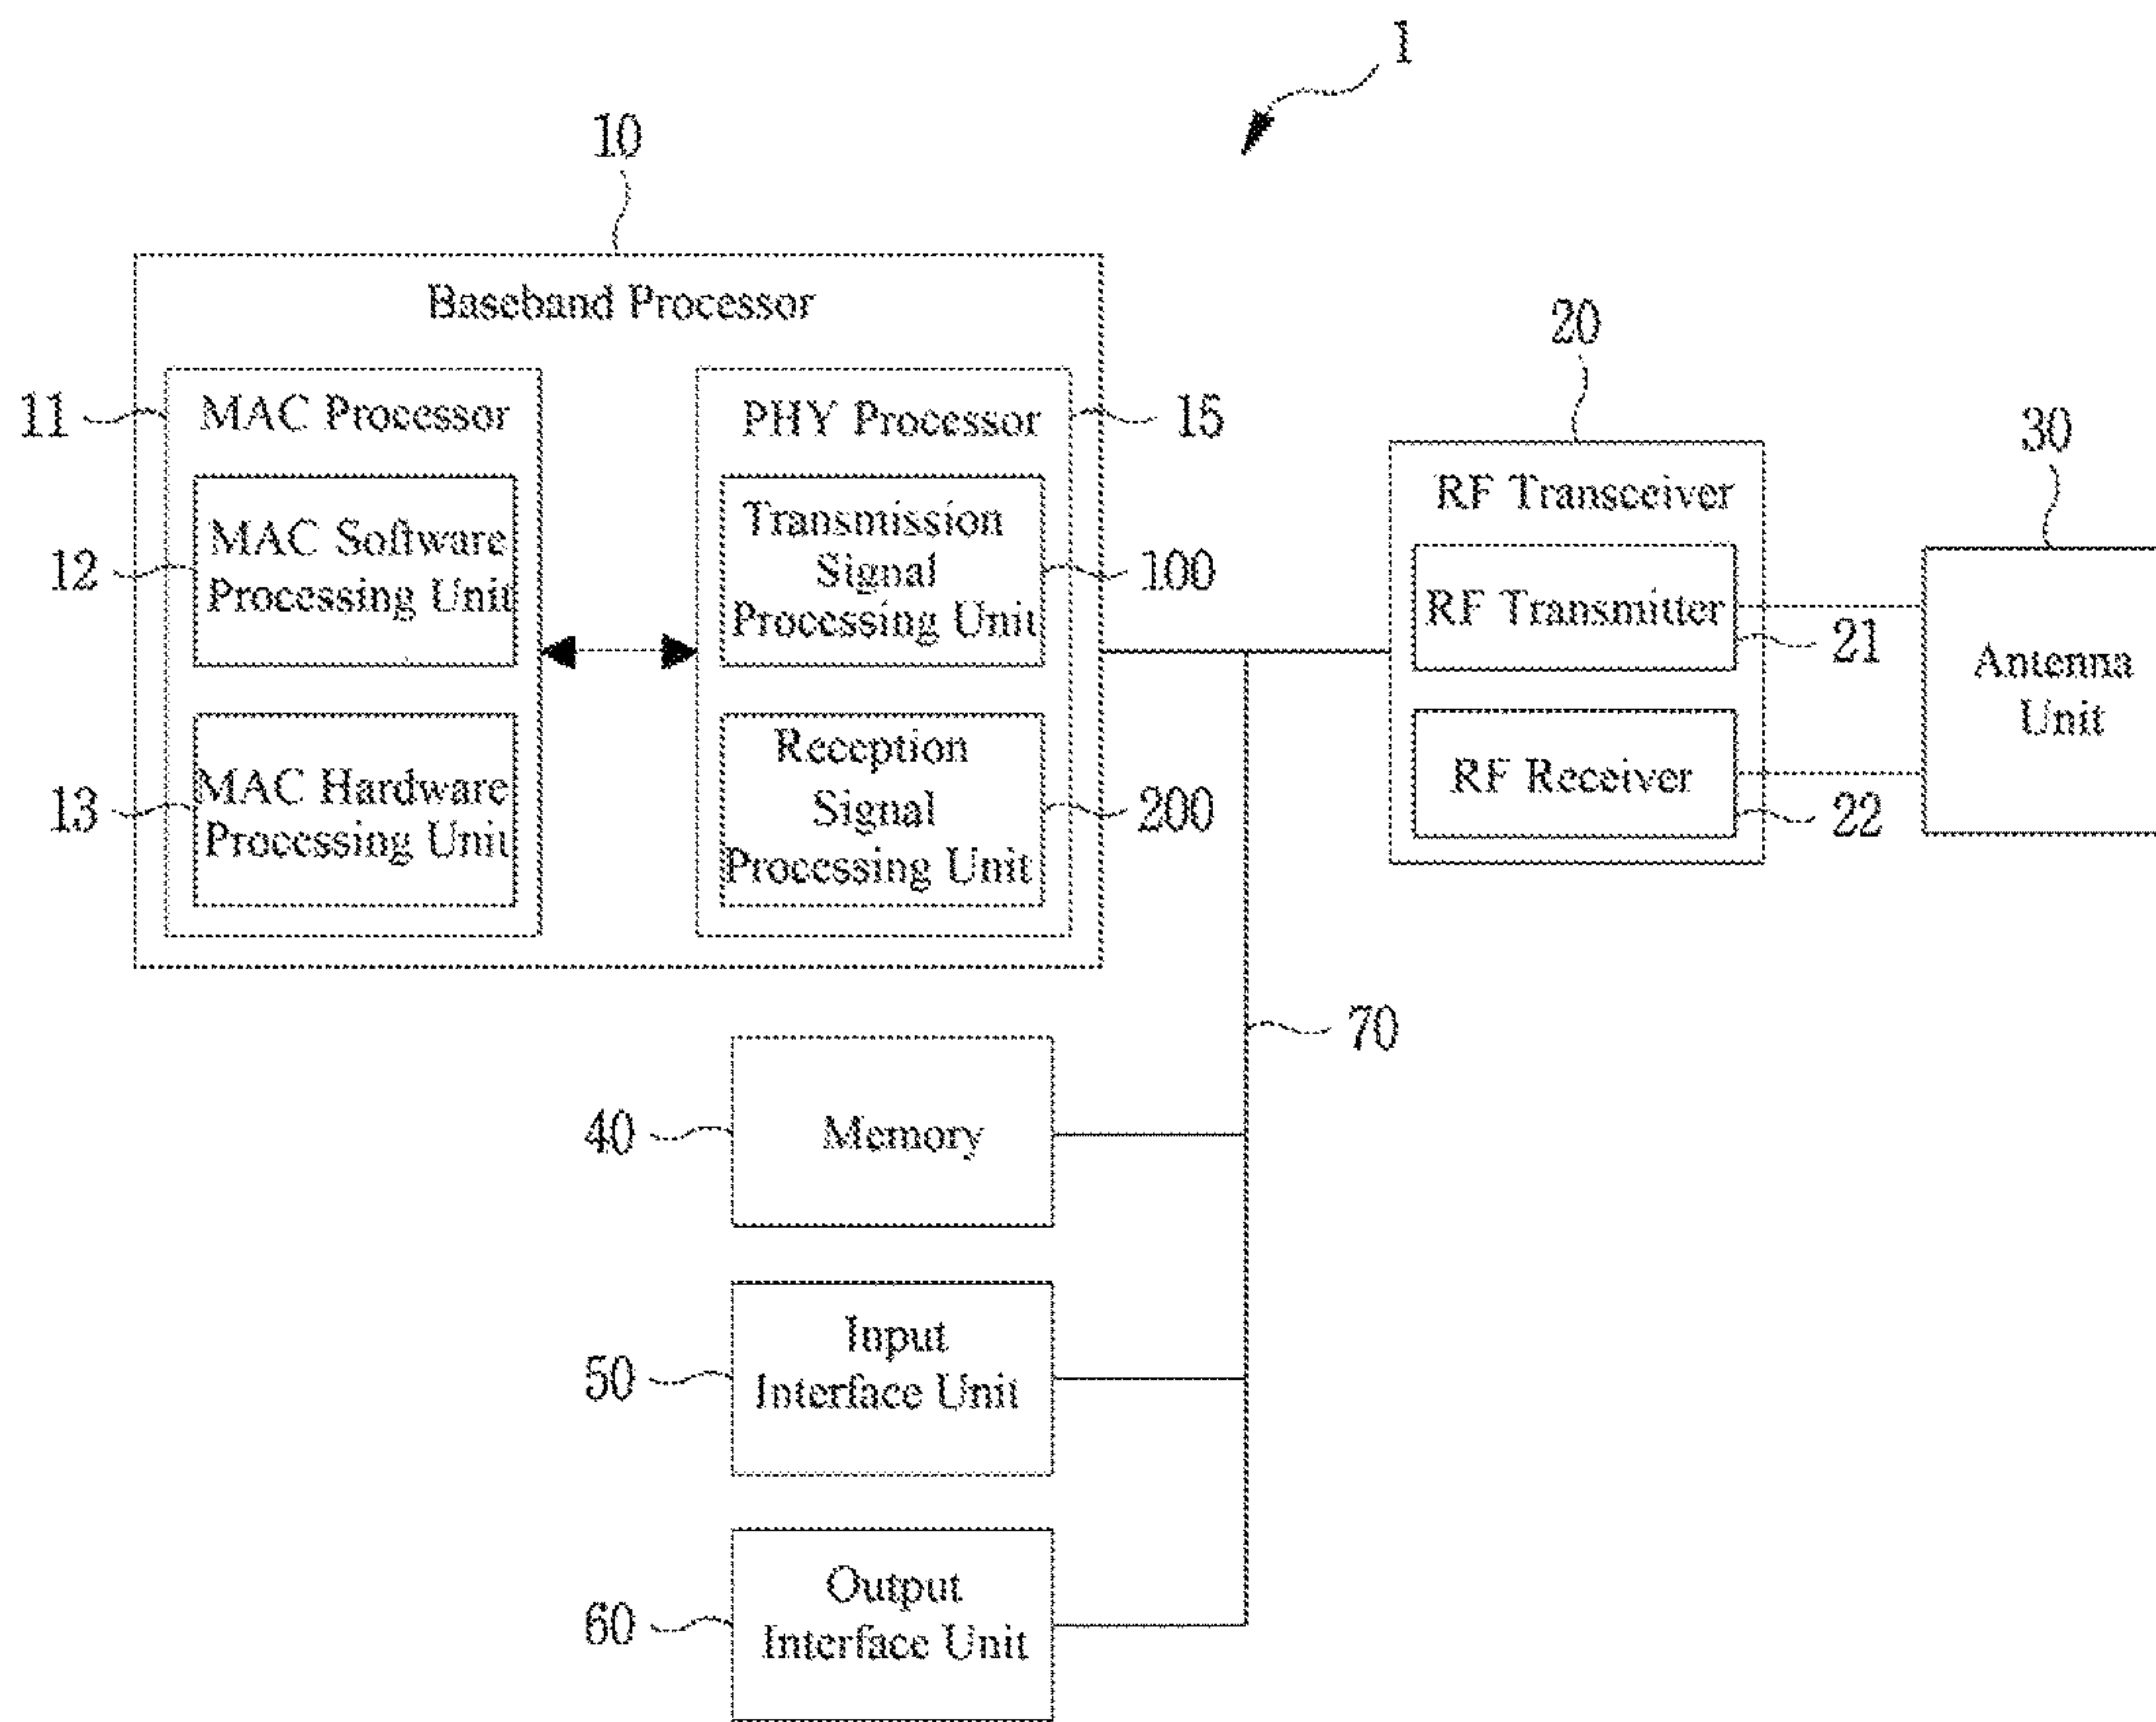 1
10
Baseband Processor
11
MAC Processor
12
MAC Software
Processing Unit
13
MAC Hardware
Processing Unit
PHY Processor
15
Transmission
Signal
Processing Unit
100
Reception
Signal
Processing Unit
200
20
RF Transceiver
RF Transmitter
21
RF Receiver
22
30
Antenna
Unit
70
40
Memory
50
Input
Interface Unit
60
Output
Interface Unit